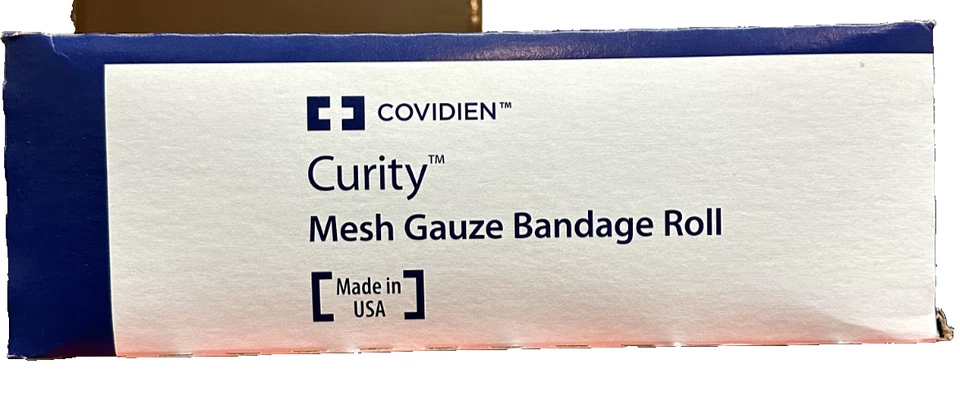 COVIDIEN™
Curity™
Mesh Gauze Bandage Roll
Made in
USA